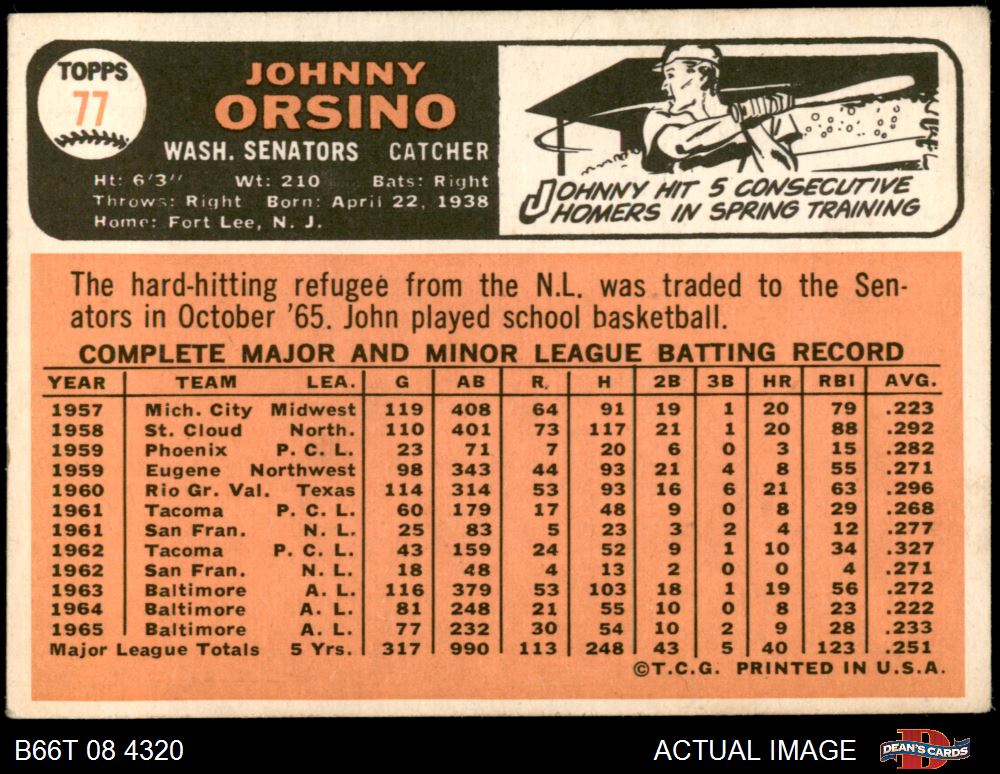 TOPPS
77
JOHNNY
ORSINO
WASH. SENATORS CATCHER
Ht: 6'3" Wt: 210 Bats: Right
Throws: Right Born: April 22, 1938
Home: Fort Lee, N. J.
JOHNNY HIT 5 CONSECUTIVE
HOMERS IN SPRING TRAINING
The hard-hitting refugee from the N.L. was traded to the Sen-
ators in October '65. John played school basketball.
COMPLETE MAJOR AND MINOR LEAGUE BATTING RECORD
YEAR TEAM LEA. G AB R. H 2B 3B HR RBI AVG.
1957 Mich. City Midwest 119 408 64 91 19 1 20 79 .223
1958 St. Cloud North. 110 401 73 117 21 1 20 88 .292
1959 Phoenix P. C. L. 23 71 7 20 6 0 3 15 .282
1959 Eugene Northwest 98 343 44 93 21 4 8 55 .271
1960 Rio Gr. Val. Texas 114 314 53 93 16 6 21 63 .296
1961 Tacoma P. C. L. 60 179 17 48 9 0 8 29 .268
1961 San Fran. N. L. 25 83 5 23 3 2 4 12 .277
1962 Tacoma P. C. L. 43 159 24 52 9 1 10 34 .327
1962 San Fran. N. L. 18 48 4 13 2 0 0 4 .271
1963 Baltimore A. L. 116 379 53 103 18 1 19 56 .272
1964 Baltimore A. L. 81 248 21 55 10 0 8 23 .222
1965 Baltimore A. L. 77 232 30 54 10 2 9 28 .233
Major League Totals 5 Yrs. 317 990 113 248 43 5 40 123 .251
©T.C.G. PRINTED IN U.S.A.
B66T 08 4320 ACTUAL IMAGE DEAN'S CARDS